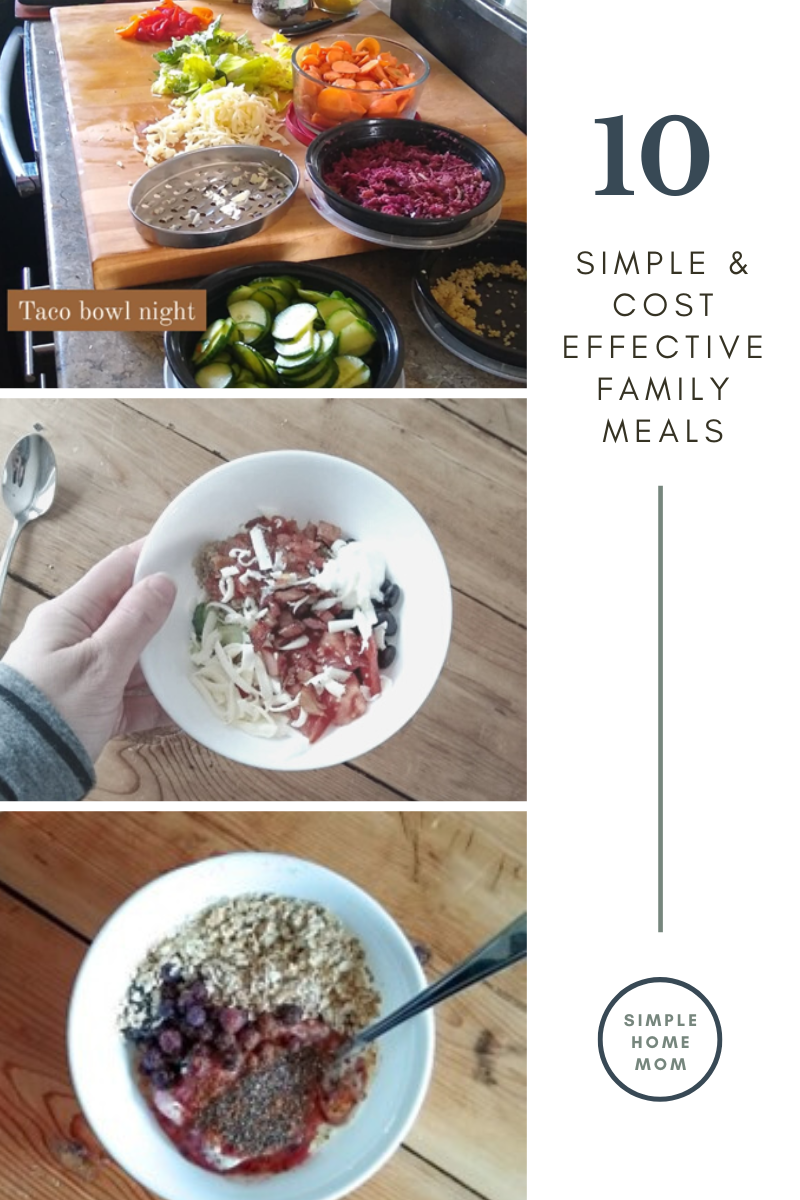 10
SIMPLE &
COST
EFFECTIVE
FAMILY
MEALS
Taco bowl night
SIMPLE
HOME
MOM